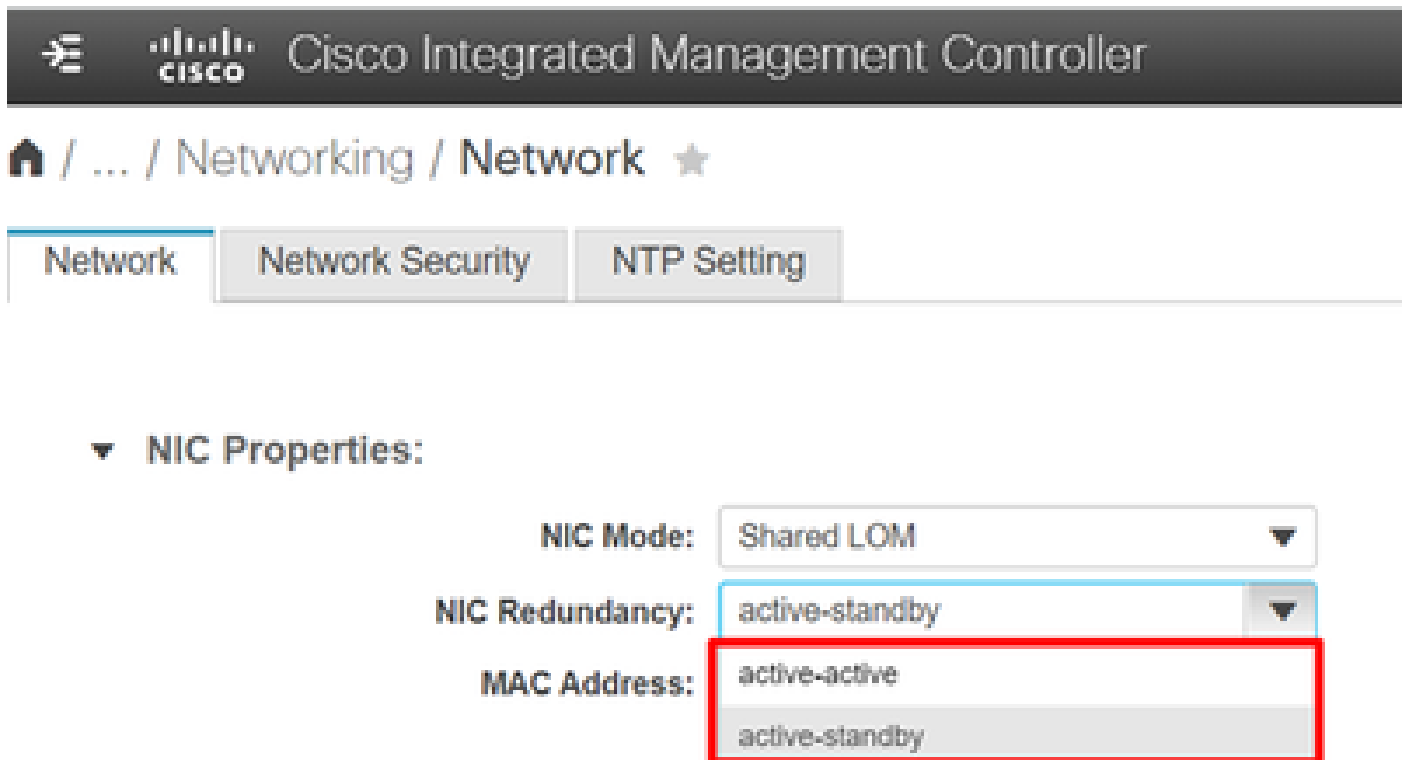 CISCO Cisco Integrated Management Controller
/ ... / Networking / Network
Network Network Security NTP Setting
NIC Properties:
NIC Mode: Shared LOM
NIC Redundancy: active-standby
MAC Address: active-active
active-standby